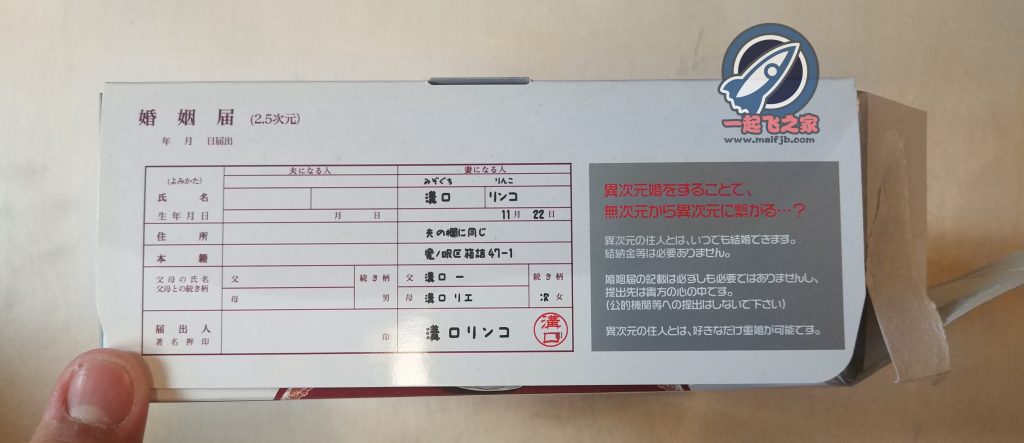 一起飞之家
www.maifjb.com
婚姻届 (2.5次元)
年 月 日届出
夫になる人 妻になる人
(よみかた) みぞぐち りんこ
氏名 溝口 リンコ
生年月日 月 日 11月 22日
住所 夫の欄に同じ
本籍 愛ノ眠区箱詰47-1
父母の氏名 父 続き柄 父 溝口 一 続き柄
父母との続き柄 母 男 母 溝口 リエ 次女
届出人 印 溝口リンコ 溝口 印
署名押印
異次元婚をすることで、
無次元から異次元に繋がる…?
異次元の住人とは、いつでも結婚できます。
結納金等は必要ありません。
婚姻届の記載は必ずしも必要ではありませんし、
提出先は貴方の心の中です。
(公的機関等への提出はしないで下さい)
異次元の住人とは、好きなだけ重婚が可能です。